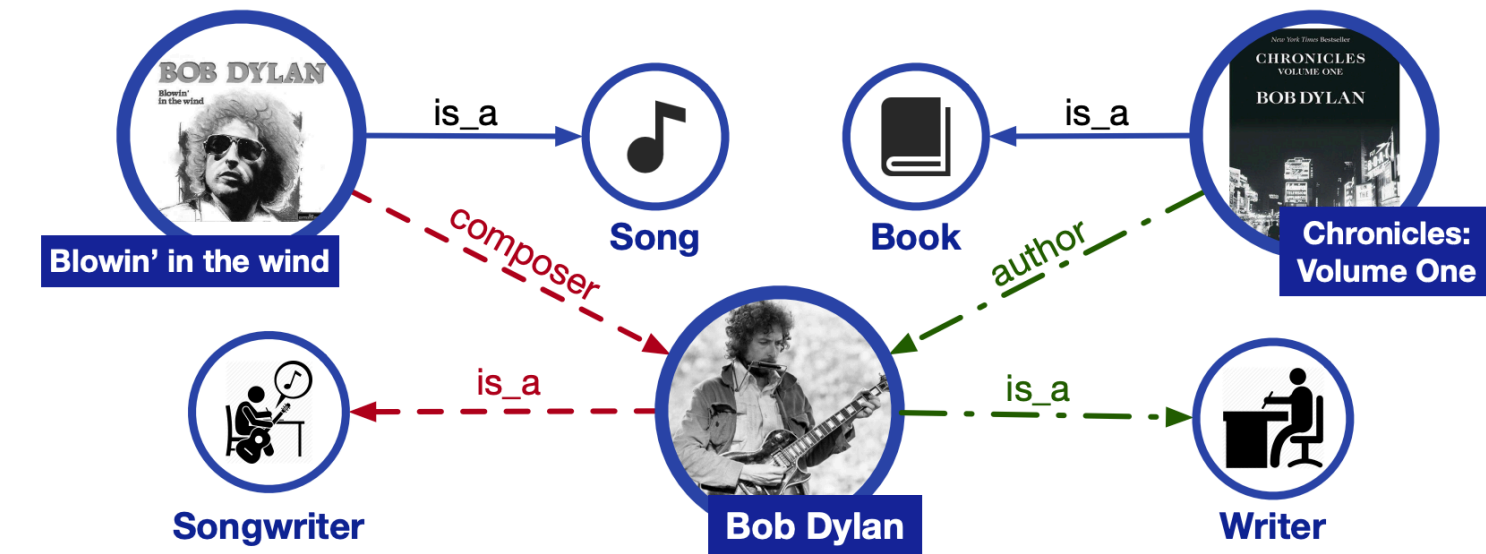 BOB DYLAN
Blowin'
in the wind
is_a
is_a
New York Times Bestseller
CHRONICLES
VOLUME ONE
BOB DYLAN
composer
Song
Book
author
Blowin' in the wind
Chronicles:
Volume One
is_a
is_a
Songwriter
Bob Dylan
Writer